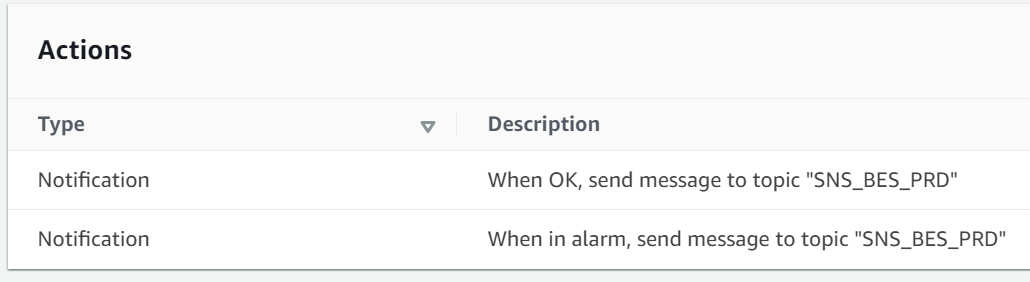 Actions
Type Description
Notification When OK, send message to topic "SNS_BES_PRD"
Notification When in alarm, send message to topic "SNS_BES_PRD"